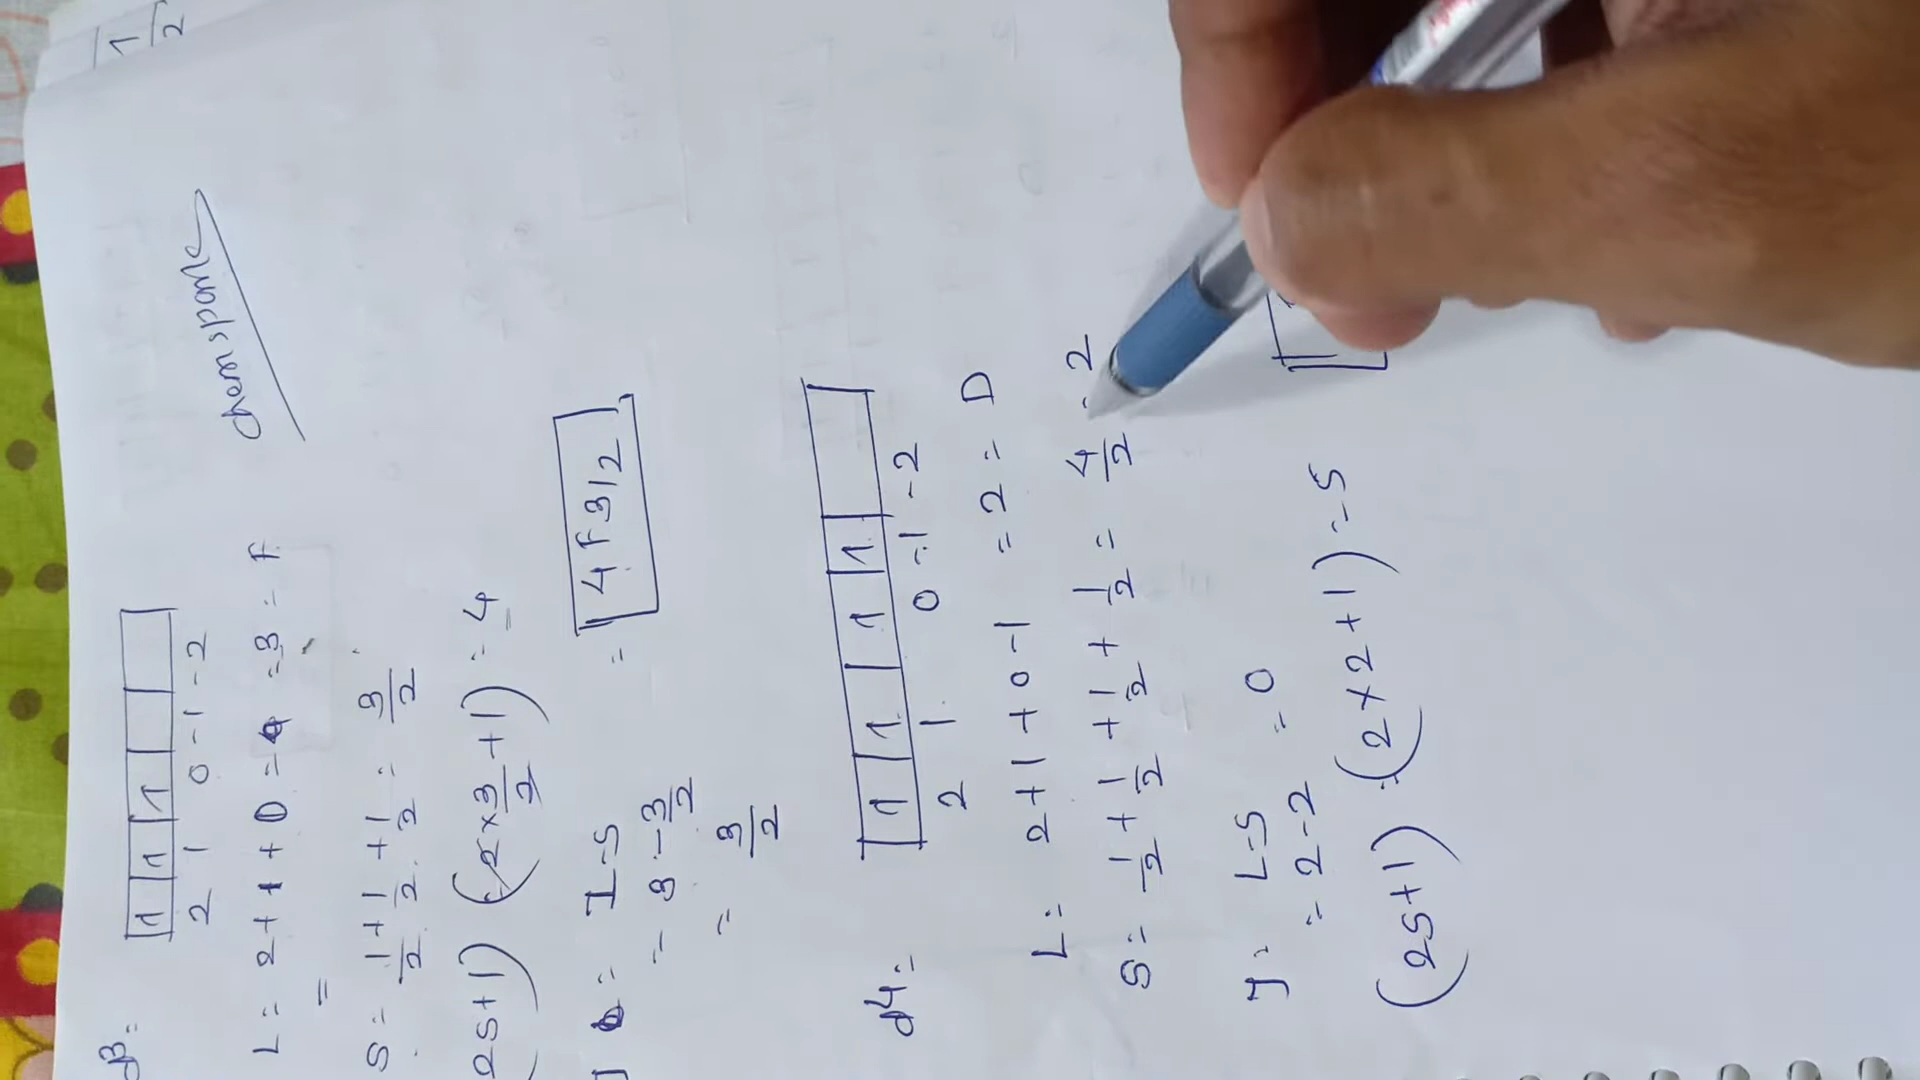 1/2
chemspame
d3=
1 1 1
2 1 0 -1 -2
L= 2+1+0= =3= F
=
S= 1/2+1/2+1/2= 3/2
(2S+1) (2×3/2+1)=4
J = L-S
= 3-3/2
= 3/2
= 4F3/2
d4=
1 1 1 1
2 1 0 -1 -2
L= 2+1+0-1 =2= D
S= 1/2+1/2+1/2+1/2= 4/2=2
J= L-S
= 2-2 =0
(2S+1) =(2×2+1)=5